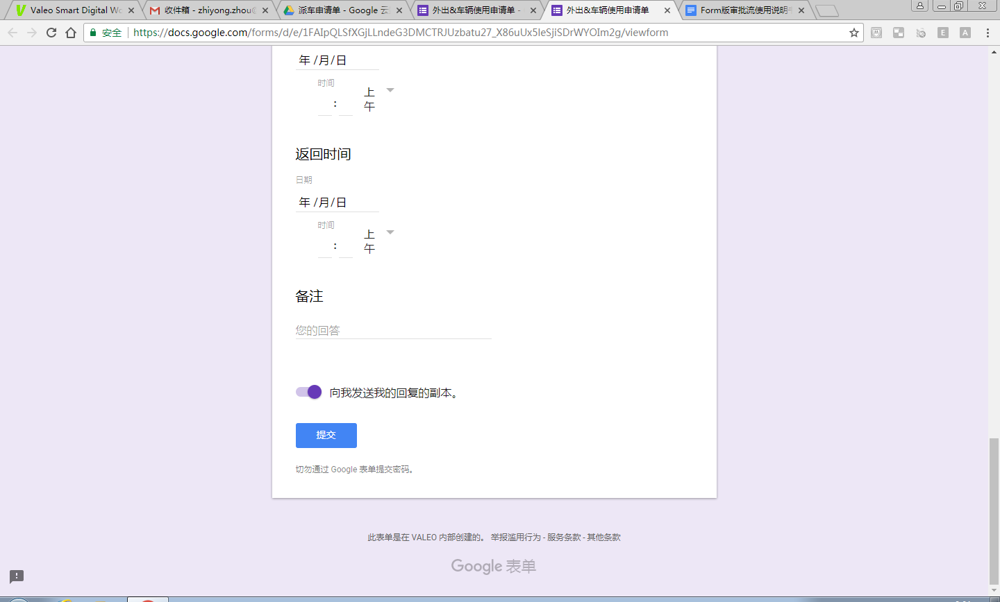 Valeo Smart Digital Wo
收件箱 - zhiyong.zhou@
派车申请单 - Google 云
外出&车辆使用申请单 -
外出&车辆使用申请单
Form版审批流使用说明
安全
https://docs.google.com/forms/d/e/1FAIpQLSfXGjLLndeG3DMCTRJUzbatu27_X86uUx5leSjiSDrWYOIm2g/viewform
E
A
年 /月/日
时间
:
上
午
返回时间
日期
年 /月/日
时间
:
上
午
备注
您的回答
向我发送我的回复的副本。
提交
切勿通过 Google 表单提交密码。
此表单是在 VALEO 内部创建的。 举报滥用行为 - 服务条款 - 其他条款
Google 表单